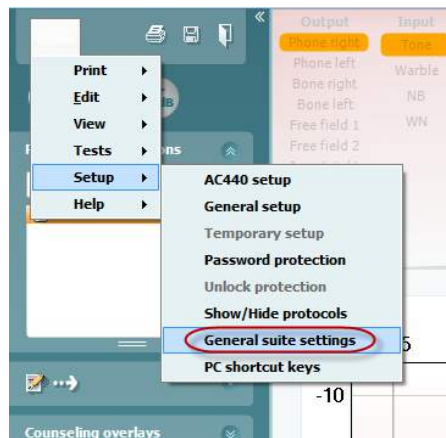 Output Input
Phone right Tone
Phone left Warble
Bone right
Bone left NB
Free field 1 WN
Free field 2
Print
Edit
View
Tests
Setup
Help
ons
AC440 setup
General setup
Temporary setup
Password protection
Unlock protection
Show/Hide protocols
General suite settings
PC shortcut keys
-10
Counseling overlays